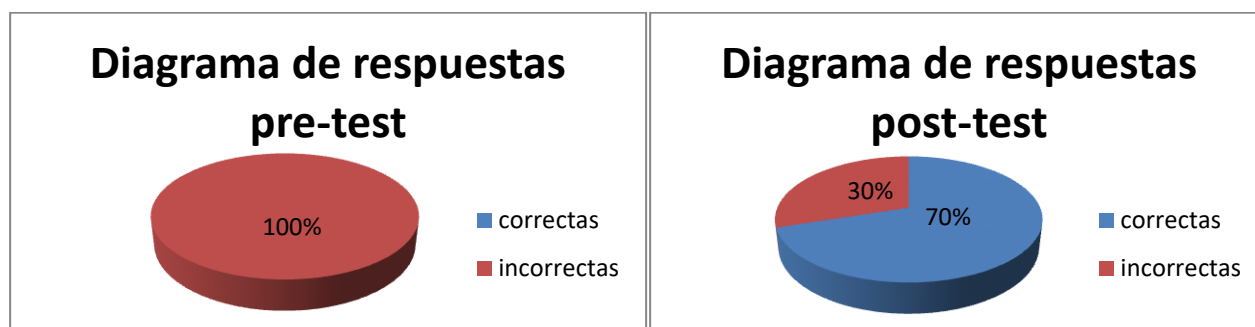 Diagrama de respuestas
pre-test
100%
correctas
incorrectas
Diagrama de respuestas
post-test
30%
70%
correctas
incorrectas